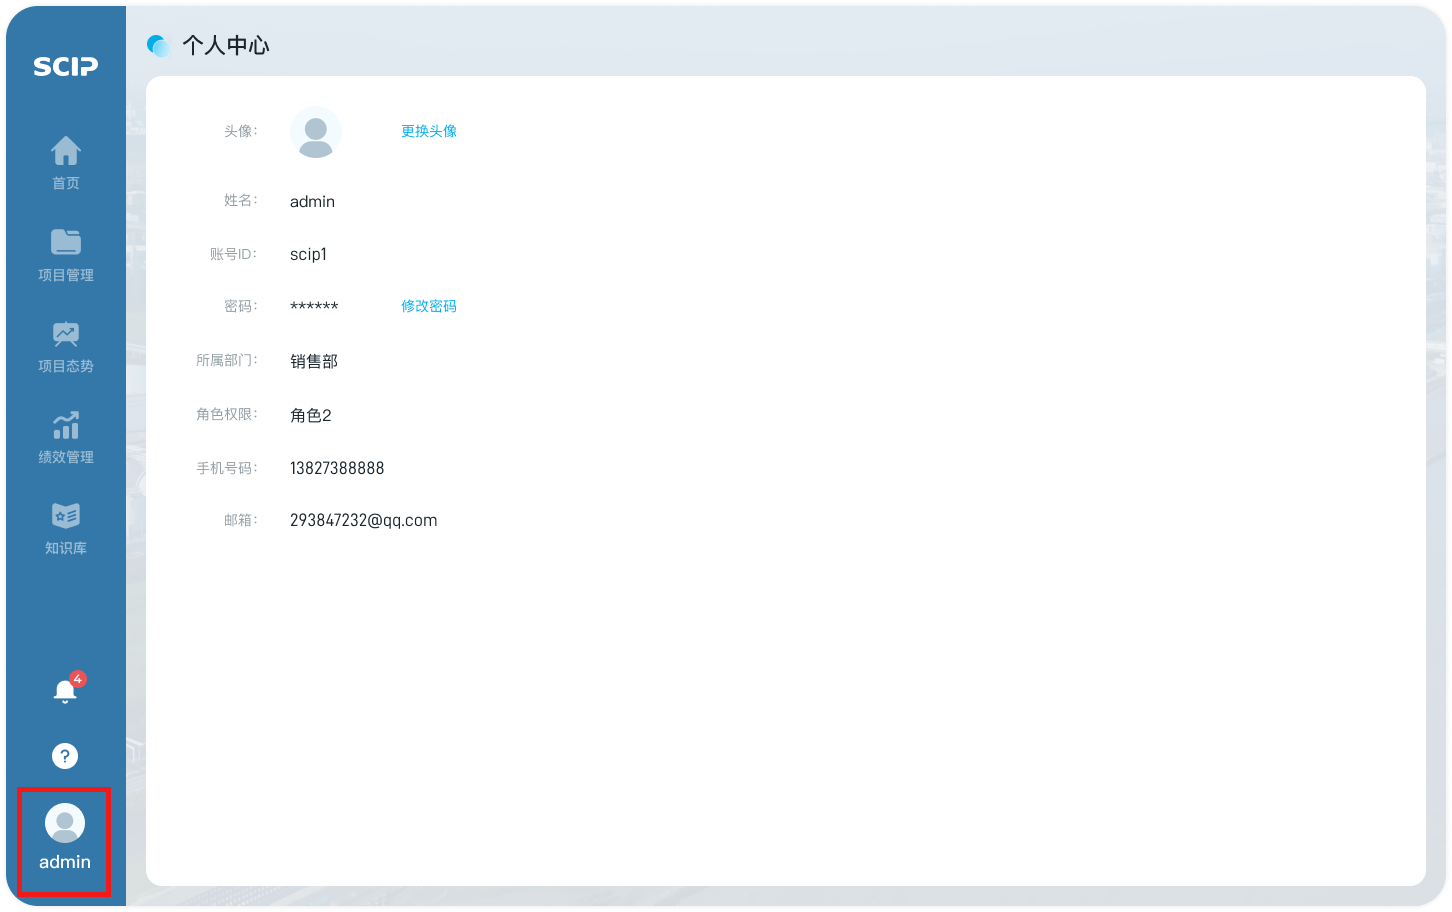 SCIP
首页
项目管理
项目态势
绩效管理
知识库
4
?
admin
个人中心
头像： 更换头像
姓名： admin
账号ID： scip1
密码： ****** 修改密码
所属部门： 销售部
角色权限： 角色2
手机号码： 13827388888
邮箱： 293847232@qq.com